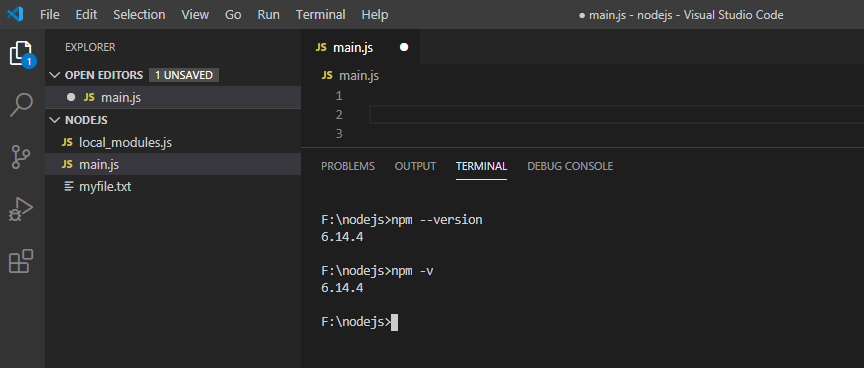 File Edit Selection View Go Run Terminal Help ● main.js - nodejs - Visual Studio Code
1
EXPLORER
OPEN EDITORS 1 UNSAVED
● JS main.js
NODEJS
JS local_modules.js
JS main.js
myfile.txt
JS main.js ●
JS main.js
1
2
3
PROBLEMS OUTPUT TERMINAL DEBUG CONSOLE
F:\nodejs>npm --version
6.14.4
F:\nodejs>npm -v
6.14.4
F:\nodejs>